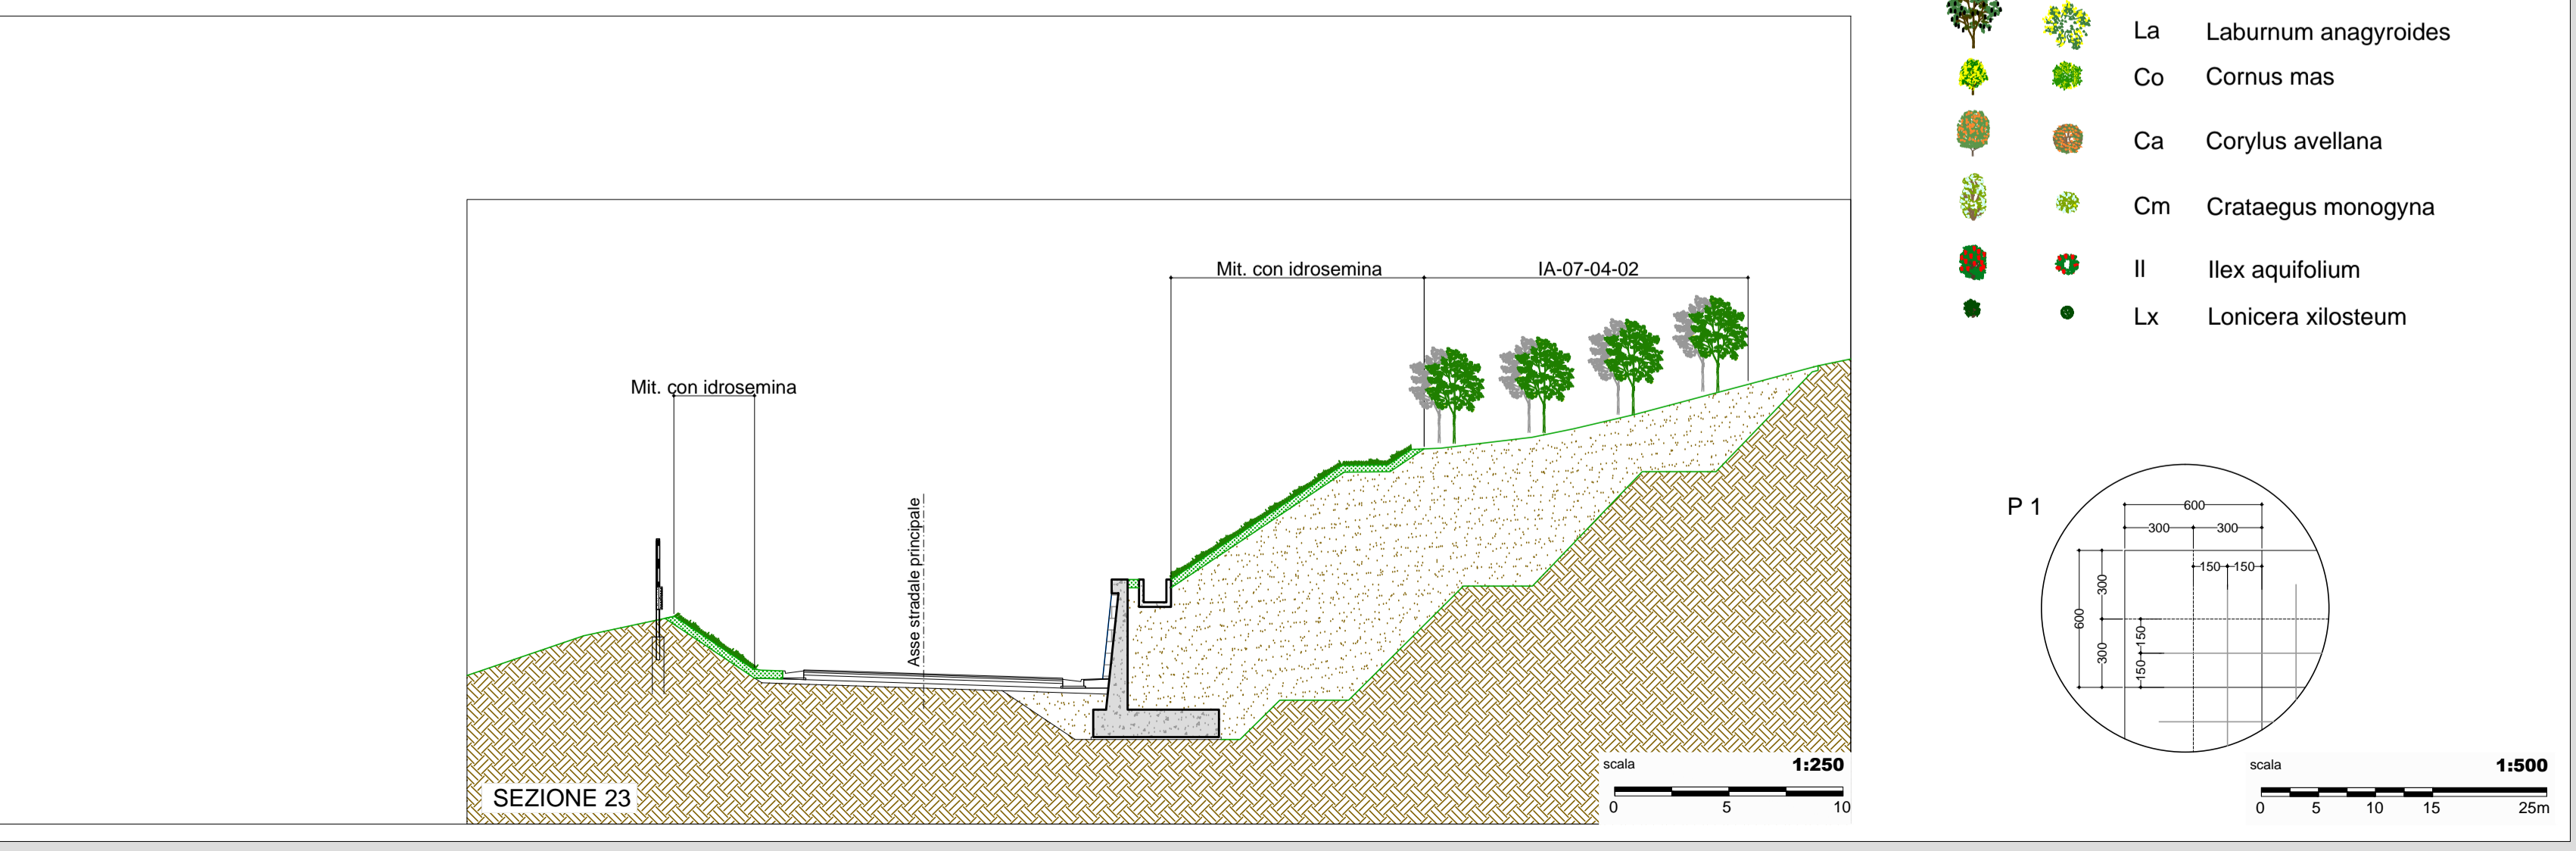 La Laburnum anagyroides
Co Cornus mas
Ca Corylus avellana
Cm Crataegus monogyna
Il Ilex aquifolium
Lx Lonicera xilosteum
Mit. con idrosemina
IA-07-04-02
Mit. con idrosemina
Asse stradale principale
SEZIONE 23
scala 1:250
0 5 10
P 1
600
300 300
150 150
600
300
300
150
150
scala 1:500
0 5 10 15 25m